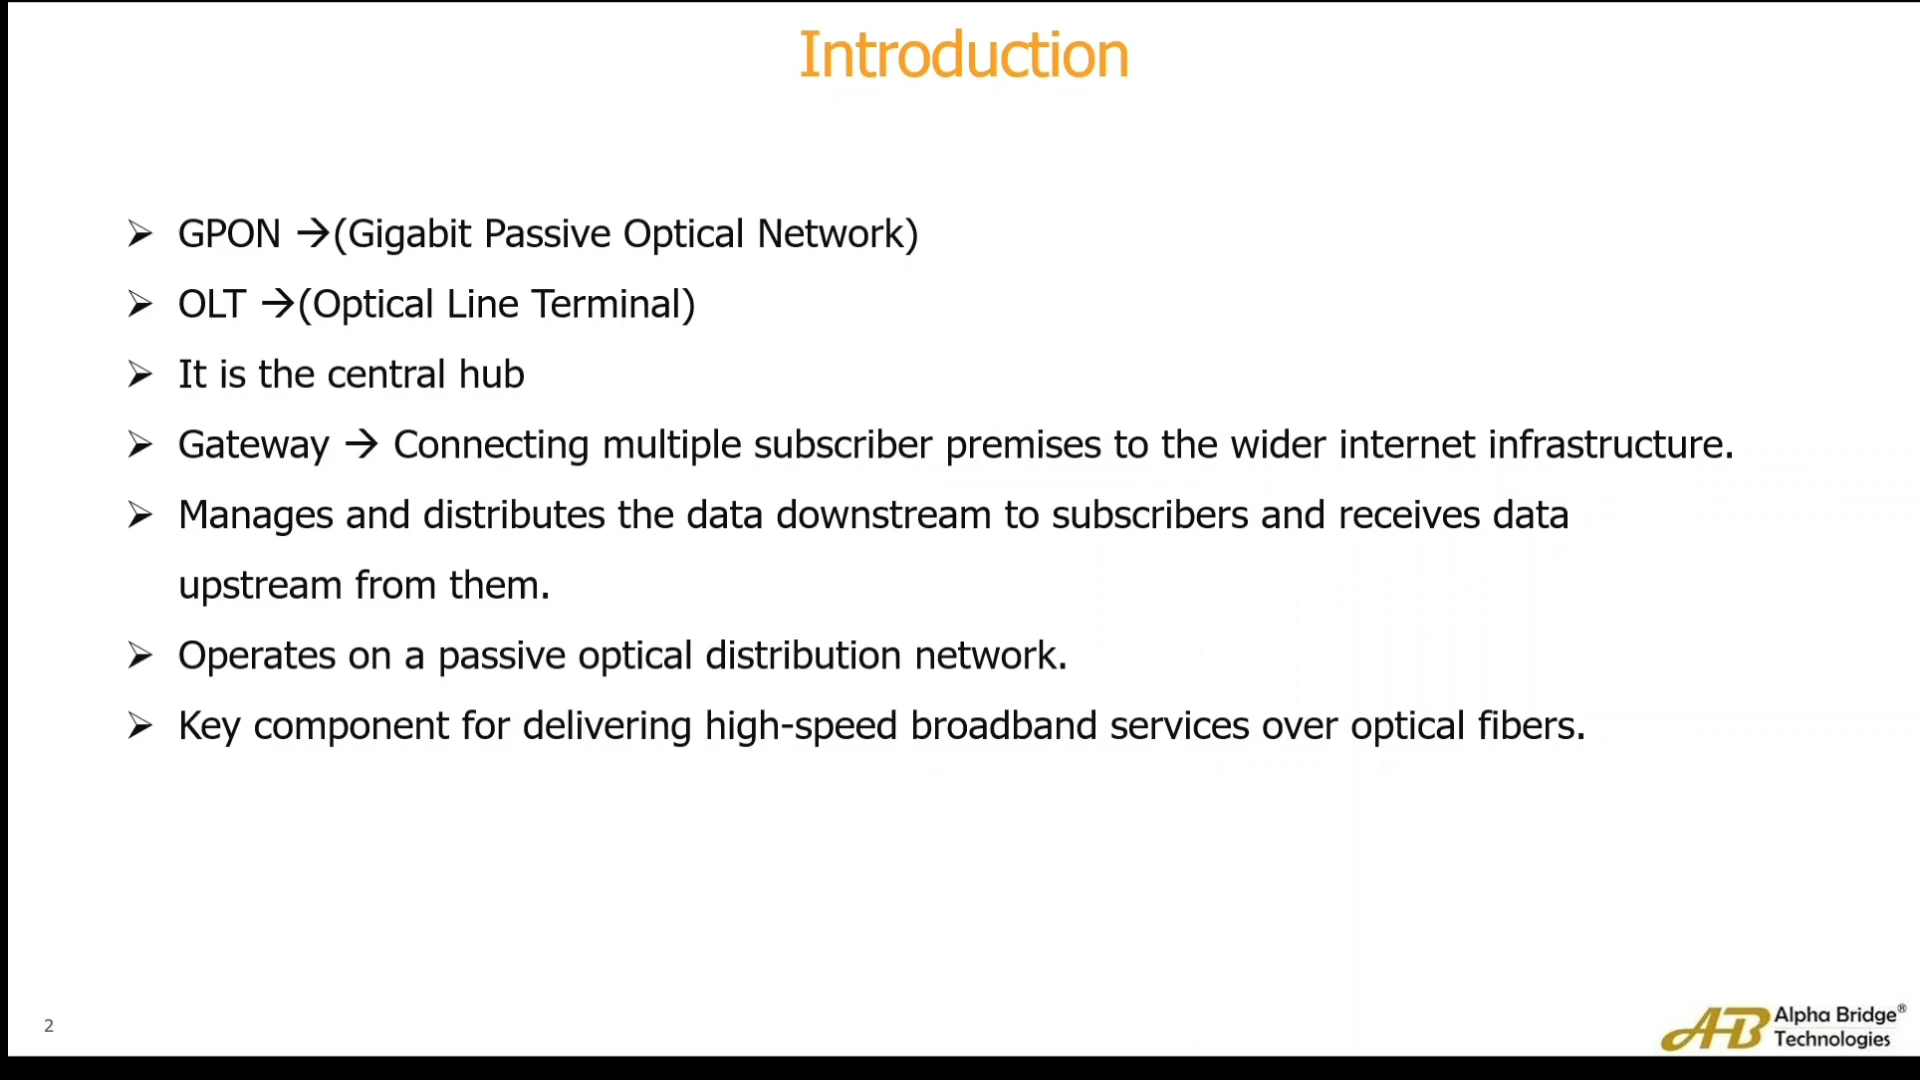 Introduction
➢ GPON →(Gigabit Passive Optical Network)
➢ OLT →(Optical Line Terminal)
➢ It is the central hub
➢ Gateway → Connecting multiple subscriber premises to the wider internet infrastructure.
➢ Manages and distributes the data downstream to subscribers and receives data
upstream from them.
➢ Operates on a passive optical distribution network.
➢ Key component for delivering high-speed broadband services over optical fibers.
2
AB Alpha Bridge®
Technologies